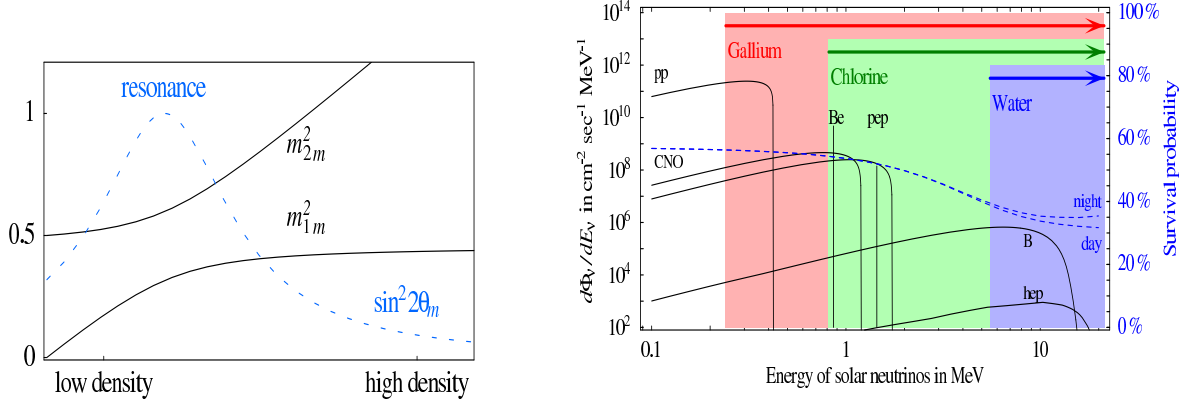 resonance
1
m²₂ₘ
m²₁ₘ
0.5
sin²2θₘ
0
low density
high density
10¹⁴
10¹²
10¹⁰
10⁸
10⁶
10⁴
10²
dΦᵥ/dEᵥ in cm⁻² sec⁻¹ MeV⁻¹
Gallium
Chlorine
Water
pp
Be
pep
CNO
night
day
B
hep
100%
80%
60%
40%
20%
0%
Survival probability
0.1
1
10
Energy of solar neutrinos in MeV